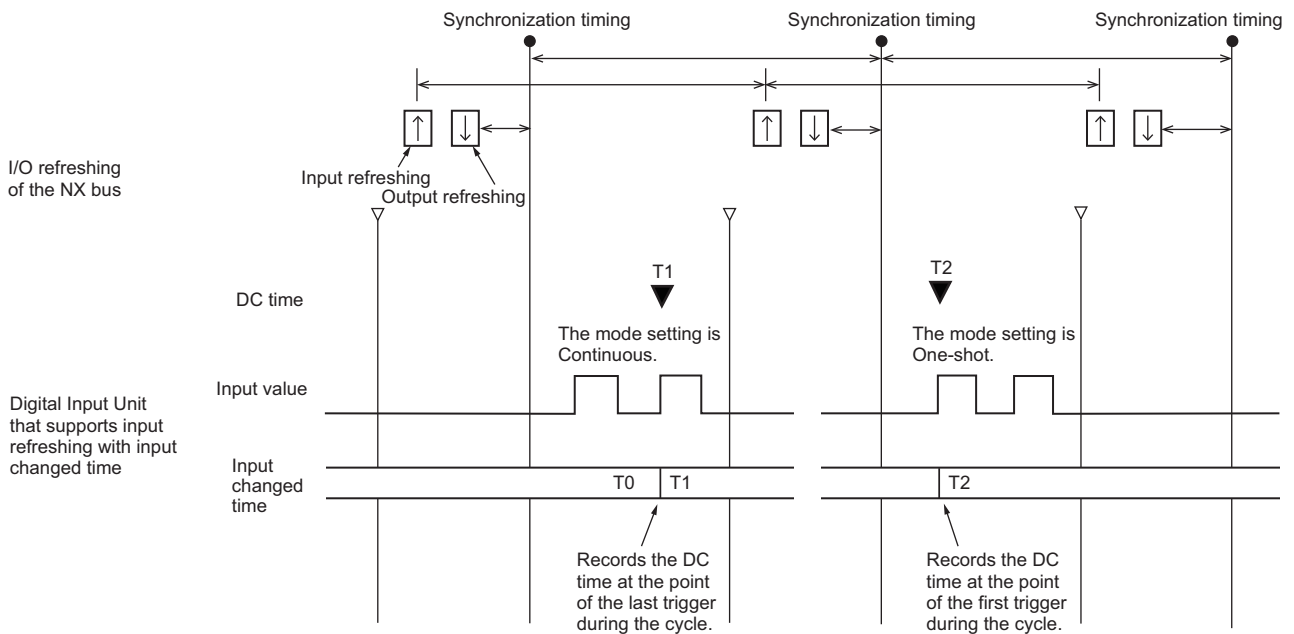 Synchronization timing
Synchronization timing
Synchronization timing
I/O refreshing
of the NX bus
Input refreshing
Output refreshing
DC time
T1
T2
The mode setting is
Continuous.
The mode setting is
One-shot.
Input value
Digital Input Unit
that supports input
refreshing with input
changed time
Input
changed
time
T0
T1
T2
Records the DC
time at the point
of the last trigger
during the cycle.
Records the DC
time at the point
of the first trigger
during the cycle.